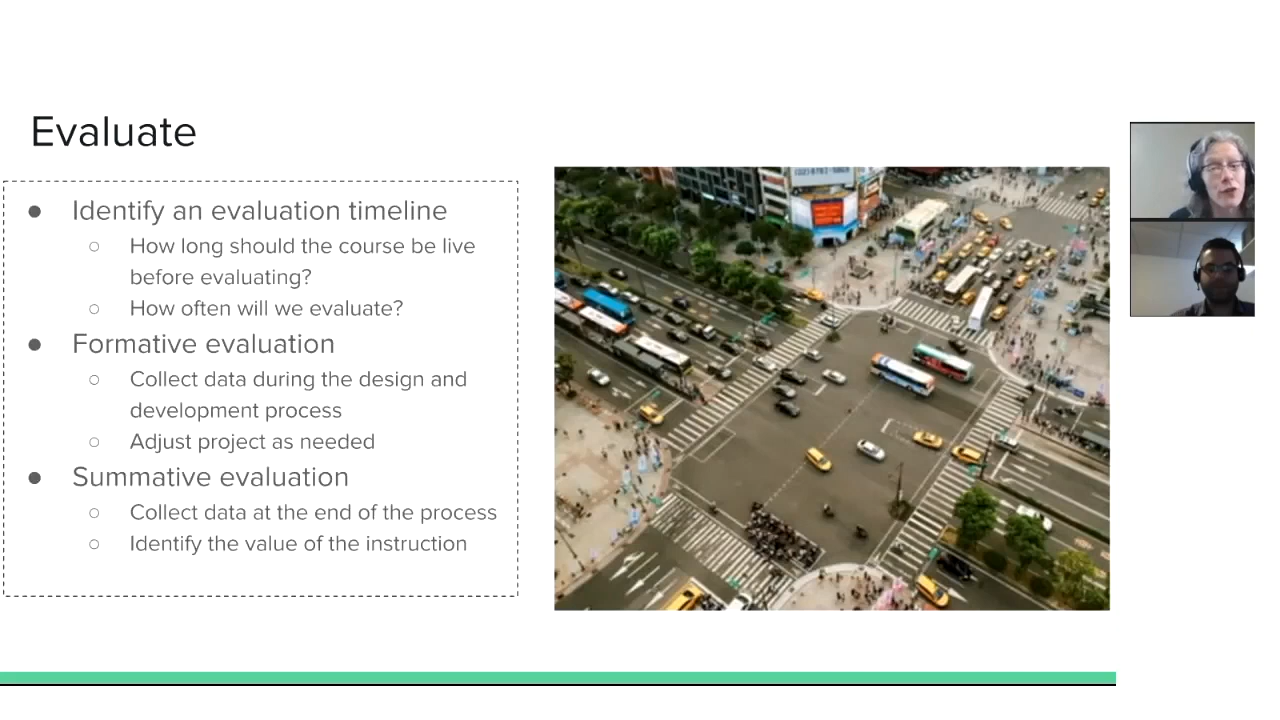 Evaluate
● Identify an evaluation timeline
○ How long should the course be live
before evaluating?
○ How often will we evaluate?
● Formative evaluation
○ Collect data during the design and
development process
○ Adjust project as needed
● Summative evaluation
○ Collect data at the end of the process
○ Identify the value of the instruction